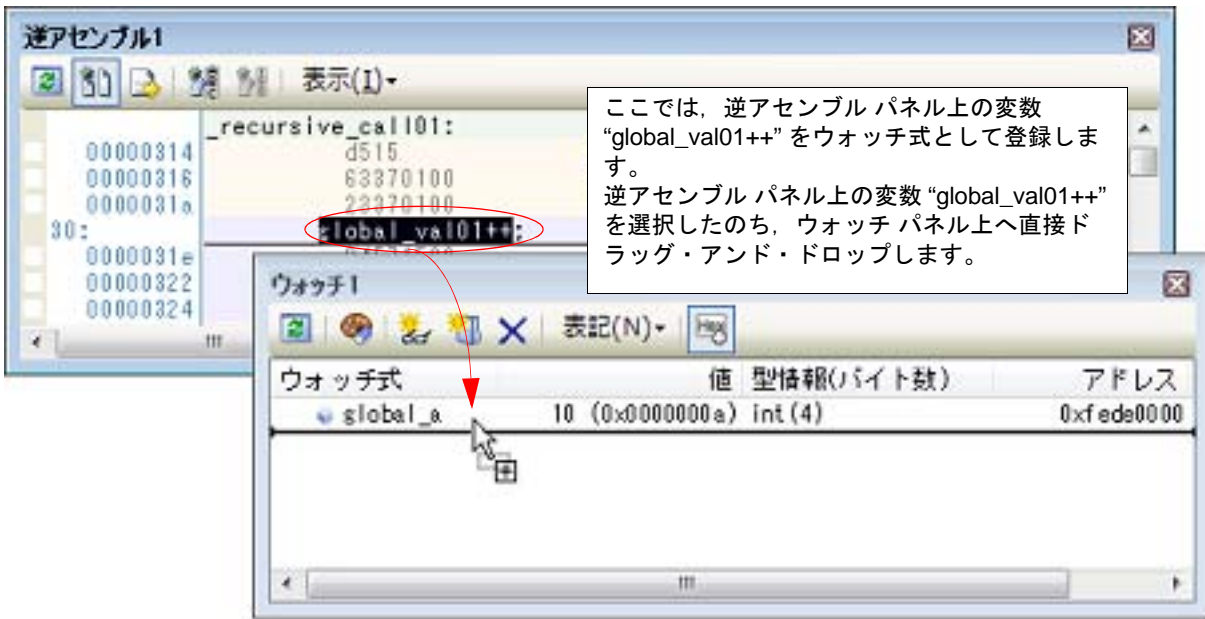 逆アセンブル1
表示(I)
_recursive_call01:
00000314 d515
00000316 63370100
0000031a 23370100
30: global_val01++;
0000031e
00000322
00000324
ここでは，逆アセンブル パネル上の変数
“global_val01++” をウォッチ式として登録しま
す。
逆アセンブル パネル上の変数 “global_val01++”
を選択したのち，ウォッチ パネル上へ直接ド
ラッグ・アンド・ドロップします。
ウォッチ1
表記(N) Hex
ウォッチ式 値 型情報(バイト数) アドレス
global_a 10 (0x0000000a) int(4) 0xfede0000